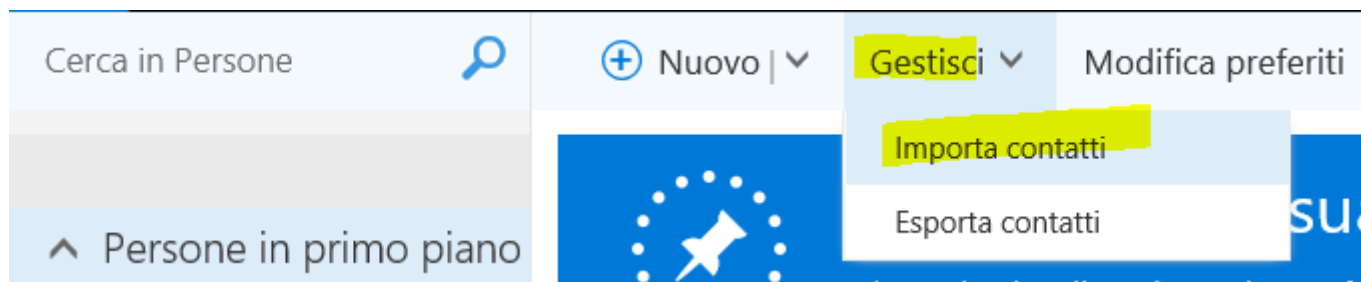 Cerca in Persone
Nuovo | Gestisci Modifica preferiti
Importa contatti
Esporta contatti
Persone in primo piano